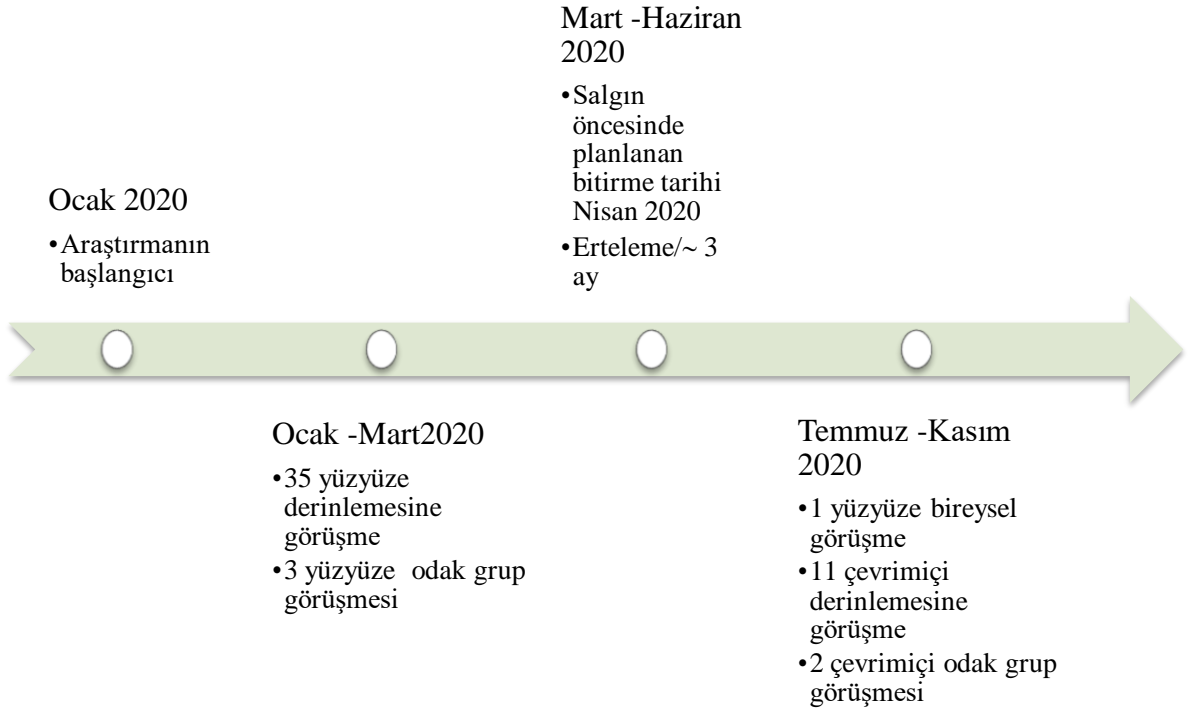 Ocak 2020
•Araştırmanın
başlangıcı
Ocak -Mart2020
•35 yüzyüze
derinlemesine
görüşme
•3 yüzyüze odak grup
görüşmesi
Mart -Haziran
2020
•Salgın
öncesinde
planlanan
bitirme tarihi
Nisan 2020
•Erteleme/~ 3
ay
Temmuz -Kasım
2020
•1 yüzyüze bireysel
görüşme
•11 çevrimiçi
derinlemesine
görüşme
•2 çevrimiçi odak grup
görüşmesi